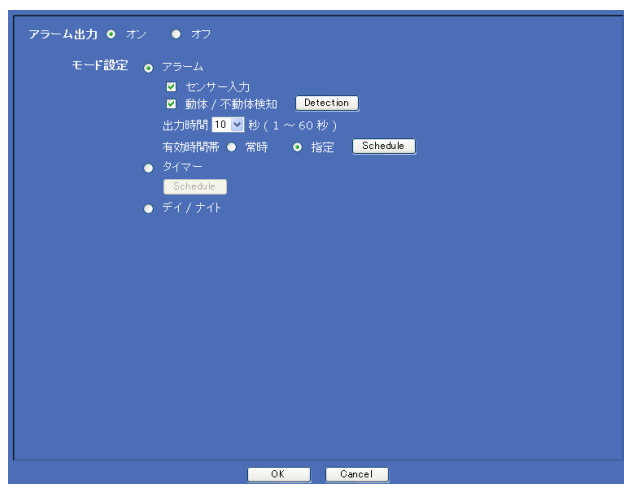 アラーム出力 オン オフ
モード設定 アラーム
センサー入力
動体 / 不動体検知 Detection
出力時間 10 秒 ( 1 ～ 60 秒 )
有効時間帯 常時 指定 Schedule
タイマー
Schedule
デイ / ナイト
OK Cancel